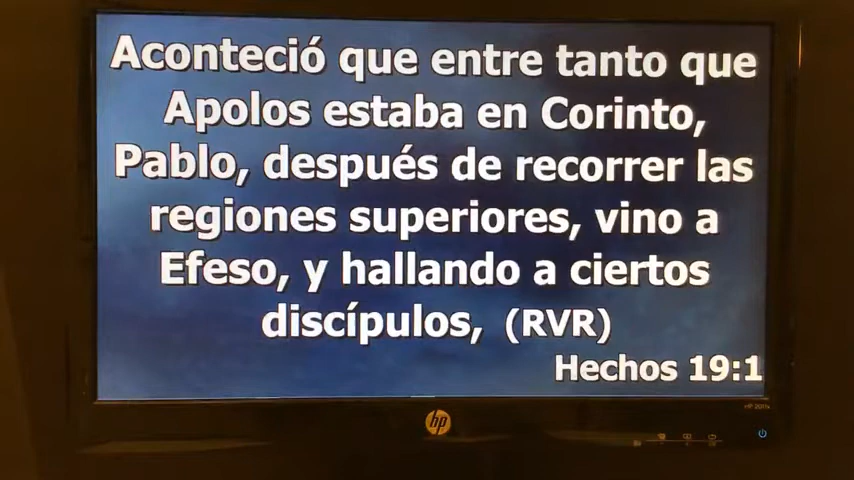 Aconteció que entre tanto que
Apolos estaba en Corinto,
Pablo, después de recorrer las
regiones superiores, vino a
Efeso, y hallando a ciertos
discípulos, (RVR)
Hechos 19:1
hp